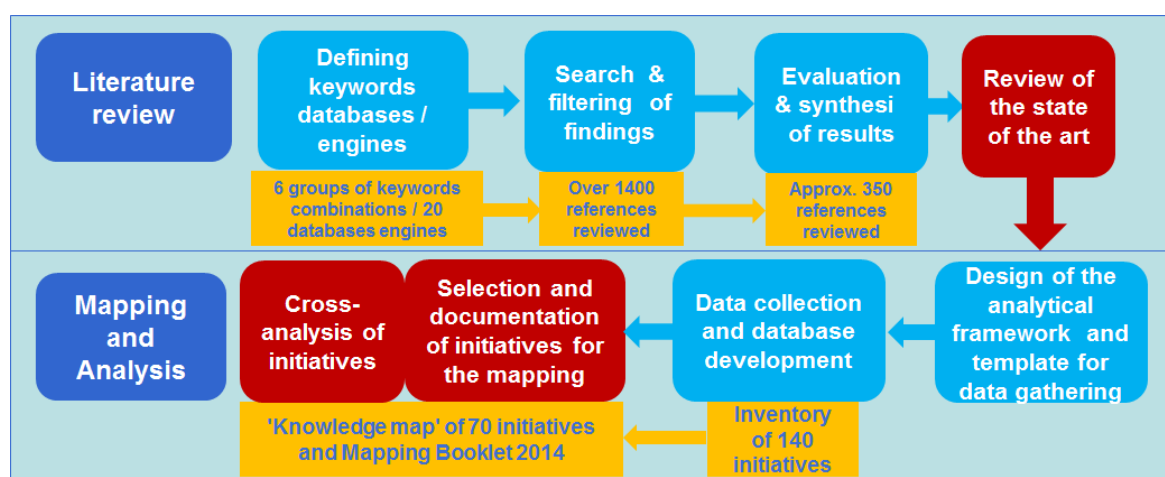 Literature
review
Defining
keywords
databases /
engines
Search &
filtering of
findings
Evaluation
& synthesi
of results
Review of
the state
of the art
6 groups of keywords
combinations / 20
databases engines
Over 1400
references
reviewed
Approx. 350
references
reviewed
Mapping
and
Analysis
Cross-
analysis of
initiatives
Selection and
documentation
of initiatives for
the mapping
Data collection
and database
development
Design of the
analytical
framework and
template for
data gathering
'Knowledge map' of 70 initiatives
and Mapping Booklet 2014
Inventory
of 140
initiatives